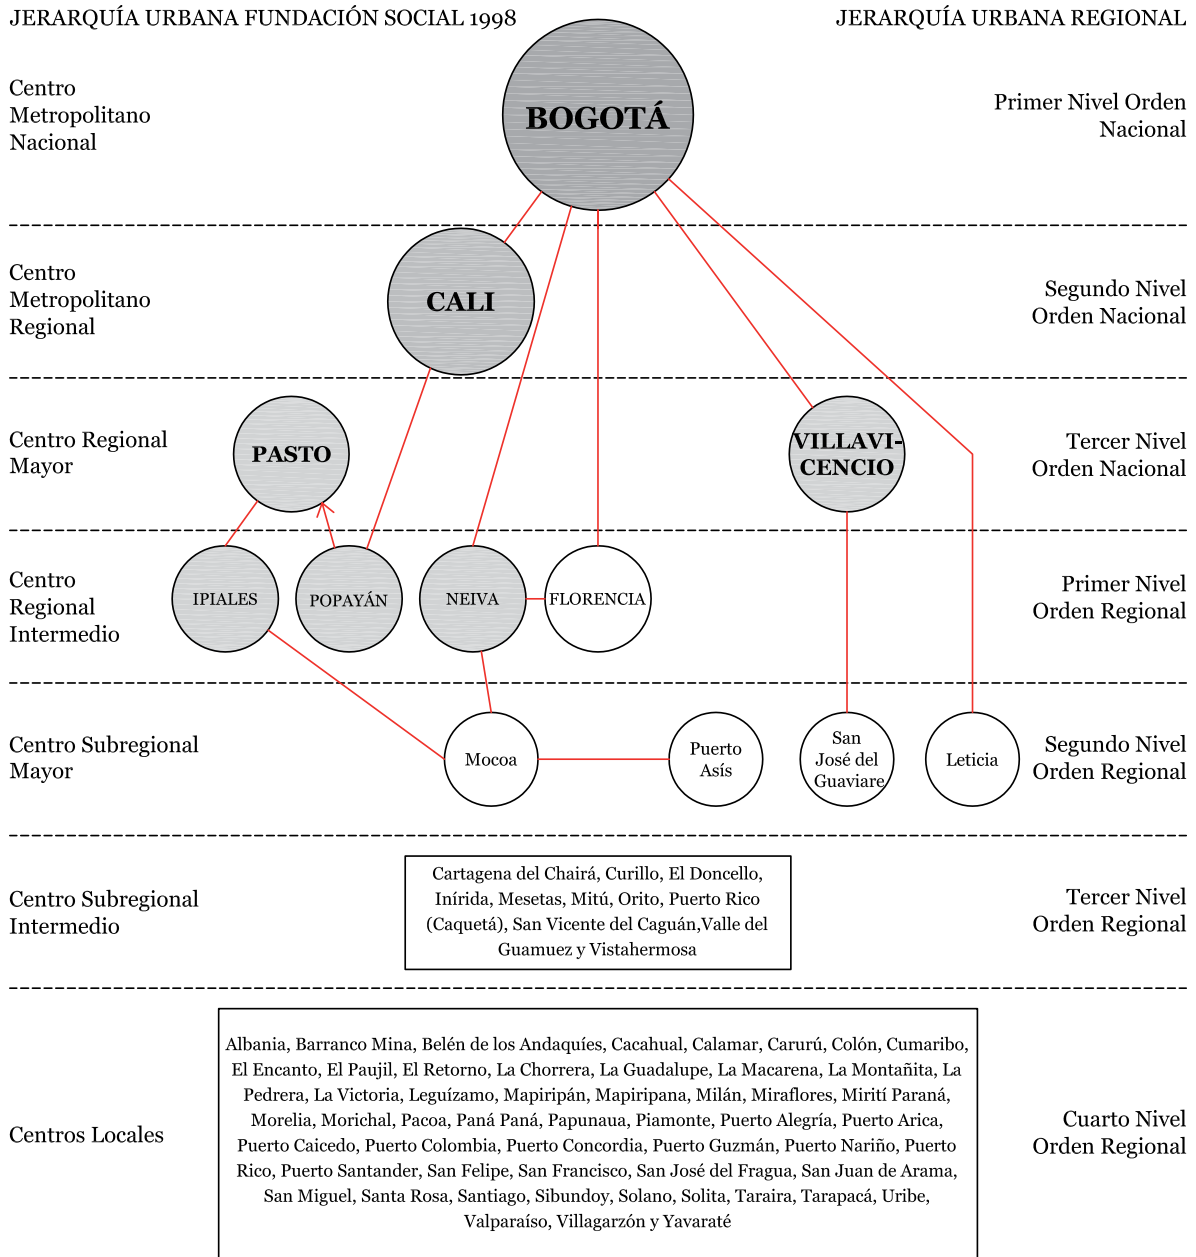 JERARQUÍA URBANA FUNDACIÓN SOCIAL 1998
JERARQUÍA URBANA REGIONAL
Centro
Metropolitano
Nacional
BOGOTÁ
Primer Nivel Orden
Nacional
Centro
Metropolitano
Regional
CALI
Segundo Nivel
Orden Nacional
Centro Regional
Mayor
PASTO
VILLAVI-
CENCIO
Tercer Nivel
Orden Nacional
Centro
Regional
Intermedio
IPIALES
POPAYÁN
NEIVA
FLORENCIA
Primer Nivel
Orden Regional
Centro Subregional
Mayor
Mocoa
Puerto
Asís
San
José del
Guaviare
Leticia
Segundo Nivel
Orden Regional
Centro Subregional
Intermedio
Cartagena del Chairá, Curillo, El Doncello,
Inírida, Mesetas, Mitú, Orito, Puerto Rico
(Caquetá), San Vicente del Caguán,Valle del
Guamuez y Vistahermosa
Tercer Nivel
Orden Regional
Centros Locales
Albania, Barranco Mina, Belén de los Andaquíes, Cacahual, Calamar, Carurú, Colón, Cumaribo,
El Encanto, El Paujil, El Retorno, La Chorrera, La Guadalupe, La Macarena, La Montañita, La
Pedrera, La Victoria, Leguízamo, Mapiripán, Mapiripana, Milán, Miraflores, Mirití Paraná,
Morelia, Morichal, Pacoa, Paná Paná, Papunaua, Piamonte, Puerto Alegría, Puerto Arica,
Puerto Caicedo, Puerto Colombia, Puerto Concordia, Puerto Guzmán, Puerto Nariño, Puerto
Rico, Puerto Santander, San Felipe, San Francisco, San José del Fragua, San Juan de Arama,
San Miguel, Santa Rosa, Santiago, Sibundoy, Solano, Solita, Taraira, Tarapacá, Uribe,
Valparaíso, Villagarzón y Yavaraté
Cuarto Nivel
Orden Regional